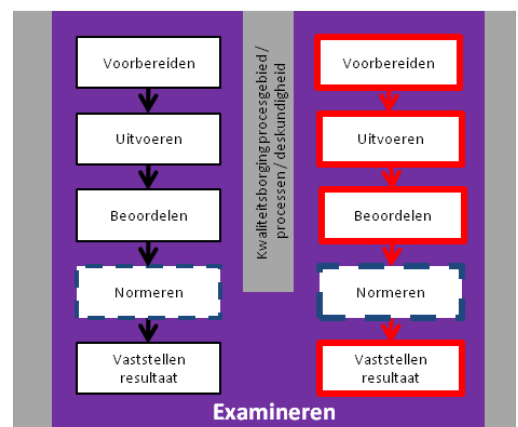 Voorbereiden
Uitvoeren
Beoordelen
Normeren
Vaststellen
resultaat
Kwaliteitsborging procesgebied /
processen / deskundigheid
Voorbereiden
Uitvoeren
Beoordelen
Normeren
Vaststellen
resultaat
Examineren